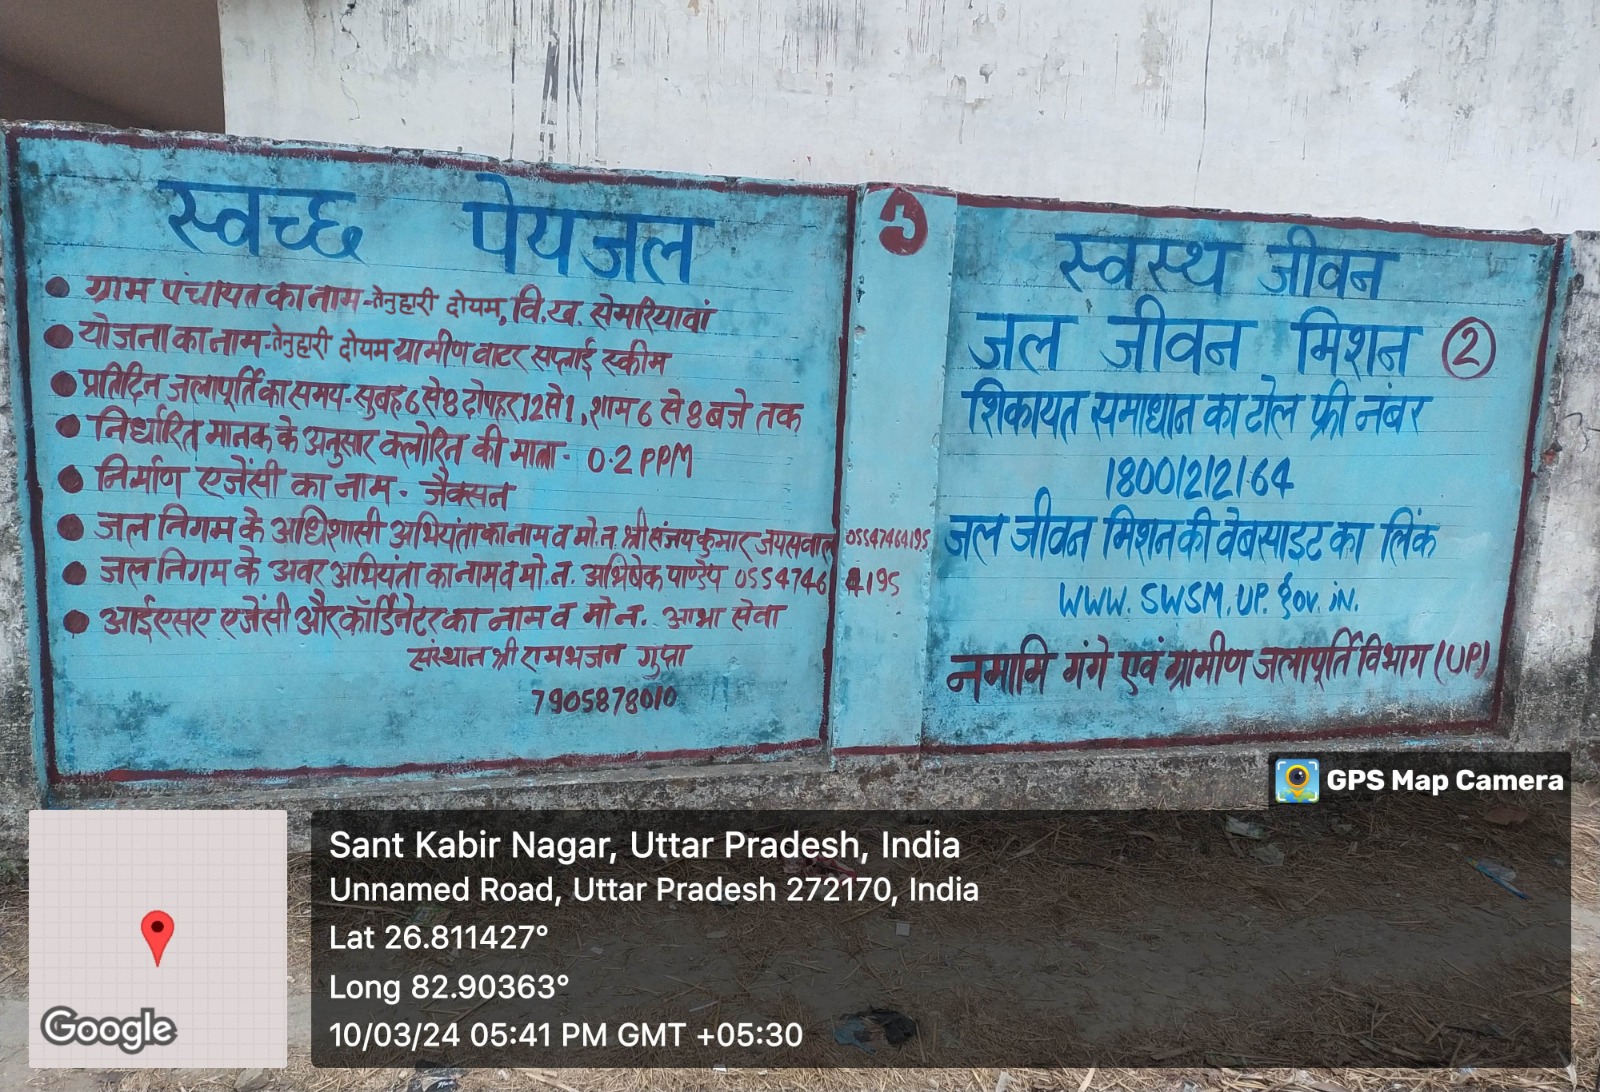 स्वच्छ पेयजल
ग्राम पंचायत का नाम-तेनुहारी दोयम, वि.ख. सेमरियावां
योजना का नाम-तेनुहारी दोयम ग्रामीण वाटर सप्लाई स्कीम
प्रतिदिन जलापूर्ति का समय-सुबह 6 से 8 दोपहर 12 से 1, शाम 6 से 8 बजे तक
निर्धारित मानक के अनुसार क्लोरिन की मात्रा- 0.2 PPM
निर्माण एजेंसी का नाम- जैक्सन
जल निगम के अधिशासी अभियंता का नाम व मो.न. श्री संजय कुमार जयसवाल 05547464195
जल निगम के अवर अभियंता का नाम व मो.न. अभिषेक पाण्डेय 05547464195
आईएसए एजेंसी और कॉर्डिनेटर का नाम व मो न. आभा सेवा
संस्थान श्री रामभजन गुप्ता
7905878010
स्वस्थ जीवन
जल जीवन मिशन 2
शिकायत समाधान का टोल फ्री नंबर
18001212164
जल जीवन मिशन की वेबसाइट का लिंक
WWW.SWSM.UP.gov.iN.
नमामि गंगे एवं ग्रामीण जलापूर्ति विभाग (UP)
GPS Map Camera
Sant Kabir Nagar, Uttar Pradesh, India
Unnamed Road, Uttar Pradesh 272170, India
Lat 26.811427°
Long 82.90363°
10/03/24 05:41 PM GMT +05:30
Google